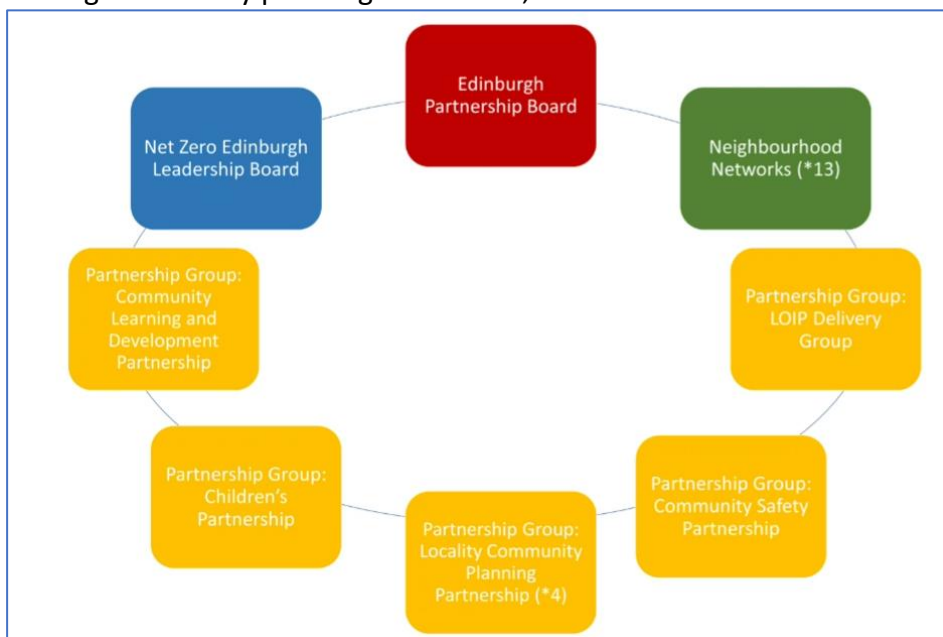 Edinburgh
Partnership Board
Neighbourhood
Networks (*13)
Partnership Group:
LOIP Delivery
Group
Partnership Group:
Community Safety
Partnership
Partnership Group:
Locality Community
Planning
Partnership (*4)
Partnership Group:
Children's
Partnership
Partnership Group:
Community
Learning and
Development
Partnership
Net Zero Edinburgh
Leadership Board